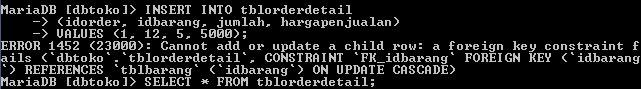 MariaDB [dbtoko]> INSERT INTO tblorderdetail
    -> (idorder, idbarang, jumlah, hargapenjualan)
    -> VALUES (1, 12, 5, 5000);
ERROR 1452 (23000): Cannot add or update a child row: a foreign key constraint f
ails (`dbtoko`.`tblorderdetail`, CONSTRAINT `FK_idbarang` FOREIGN KEY (`idbarang
`) REFERENCES `tblbarang` (`idbarang`) ON UPDATE CASCADE)
MariaDB [dbtoko]> SELECT * FROM tblorderdetail;